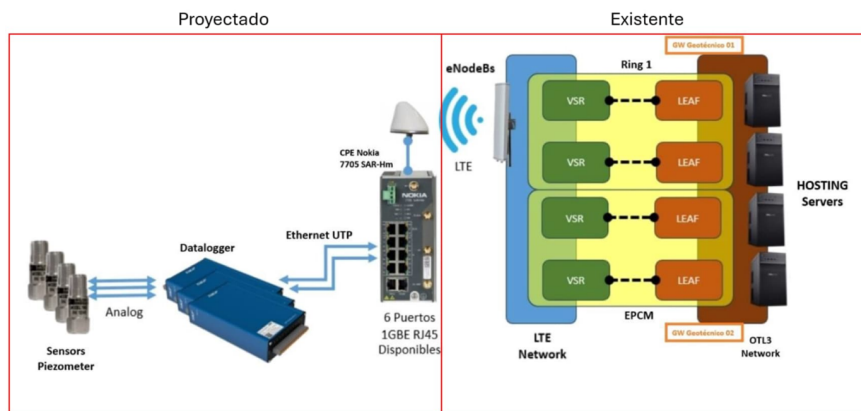 Proyectado
Existente
GW Geotécnico 01
eNodeBs
Ring 1
VSR
LEAF
CPE Nokia
7705 SAR-Hm
LTE
NOKIA
VSR
LEAF
HOSTING
Servers
Ethernet UTP
VSR
LEAF
Datalogger
Analog
VSR
LEAF
6 Puertos
1GBE RJ45
Disponibles
EPCM
Sensors
Piezometer
LTE
Network
GW Geotécnico 02
OTL3
Network